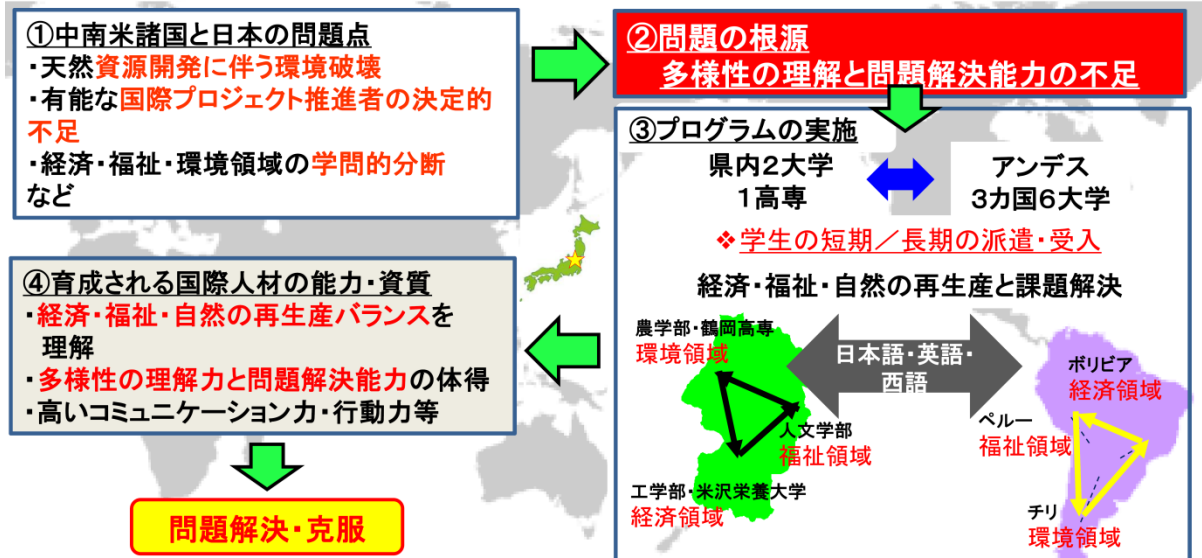 ①中南米諸国と日本の問題点
・天然資源開発に伴う環境破壊
・有能な国際プロジェクト推進者の決定的
不足
・経済・福祉・環境領域の学問的分断
など
②問題の根源
多様性の理解と問題解決能力の不足
③プログラムの実施
県内2大学
1高専
アンデス
3カ国6大学
❖学生の短期／長期の派遣・受入
経済・福祉・自然の再生産と課題解決
農学部・鶴岡高専
環境領域
日本語・英語・
西語
人文学部
福祉領域
工学部・米沢栄養大学
経済領域
ボリビア
経済領域
ペルー
福祉領域
チリ
環境領域
④育成される国際人材の能力・資質
・経済・福祉・自然の再生産バランスを
理解
・多様性の理解力と問題解決能力の体得
・高いコミュニケーション力・行動力等
問題解決・克服